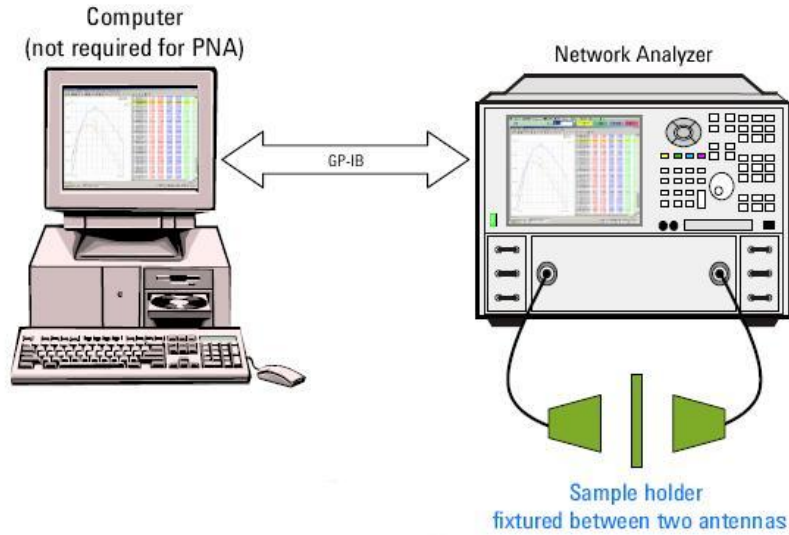 Computer
(not required for PNA)
Network Analyzer
GP-IB
Sample holder
fixtured between two antennas